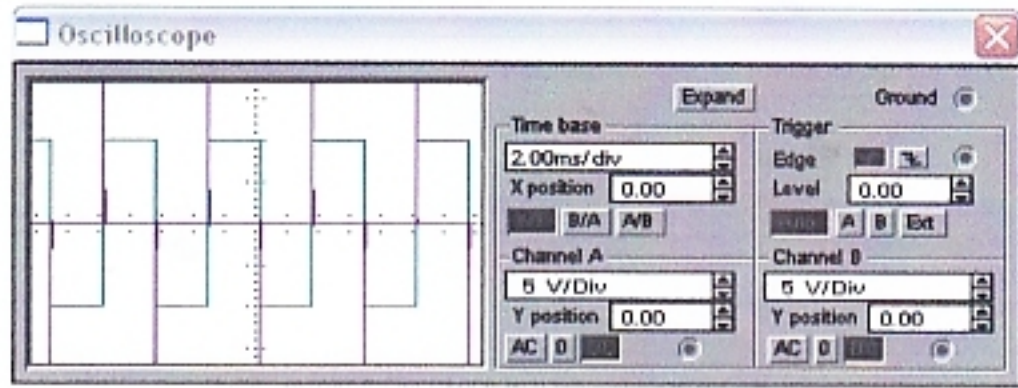 Oscilloscope
Expand Ground
Time base
2.00ms/div
X position 0.00
B/A A/B
Trigger
Edge
Level 0.00
A B Ext
Channel A
5 V/Div
Y position 0.00
AC 0
Channel B
5 V/Div
Y position 0.00
AC 0